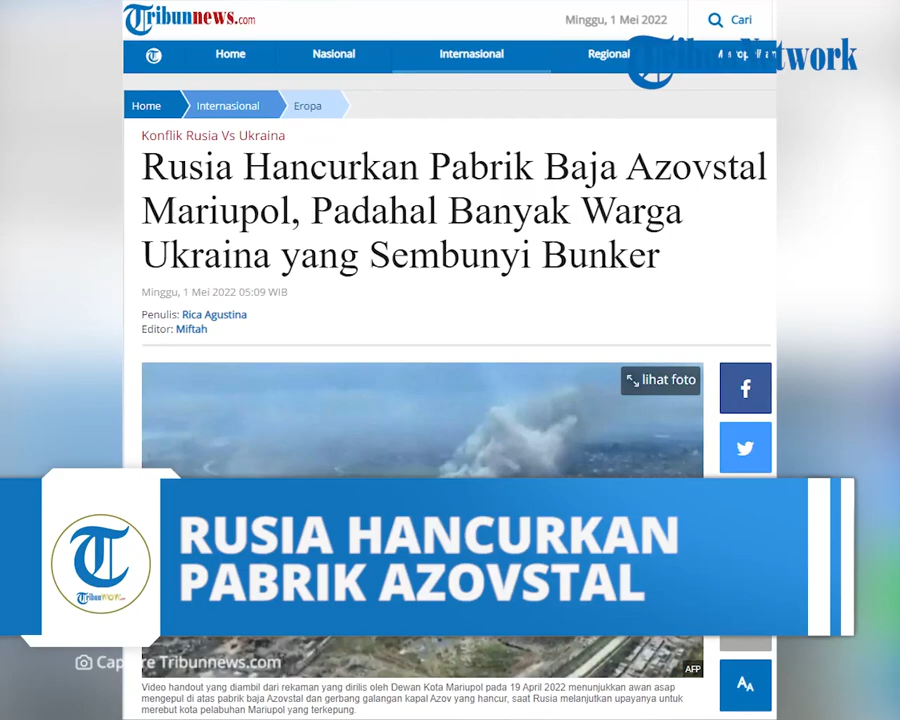 Tribunnews.com
Minggu, 1 Mei 2022
Cari
Home
Nasional
Internasional
Regional
Metropolitan
Tribun Network
Home
Internasional
Eropa
Konflik Rusia Vs Ukraina
Rusia Hancurkan Pabrik Baja Azovstal
Mariupol, Padahal Banyak Warga
Ukraina yang Sembunyi Bunker
Minggu, 1 Mei 2022 05:09 WIB
Penulis: Rica Agustina
Editor: Miftah
lihat foto
RUSIA HANCURKAN
PABRIK AZOVSTAL
Capture Tribunnews.com
AFP
Video handout yang diambil dari rekaman yang dirilis oleh Dewan Kota Mariupol pada 19 April 2022 menunjukkan awan asap
mengepul di atas pabrik baja Azovstal dan gerbang galangan kapal Azov yang hancur, saat Rusia melanjutkan upayanya untuk
merebut kota pelabuhan Mariupol yang terkepung.
AA